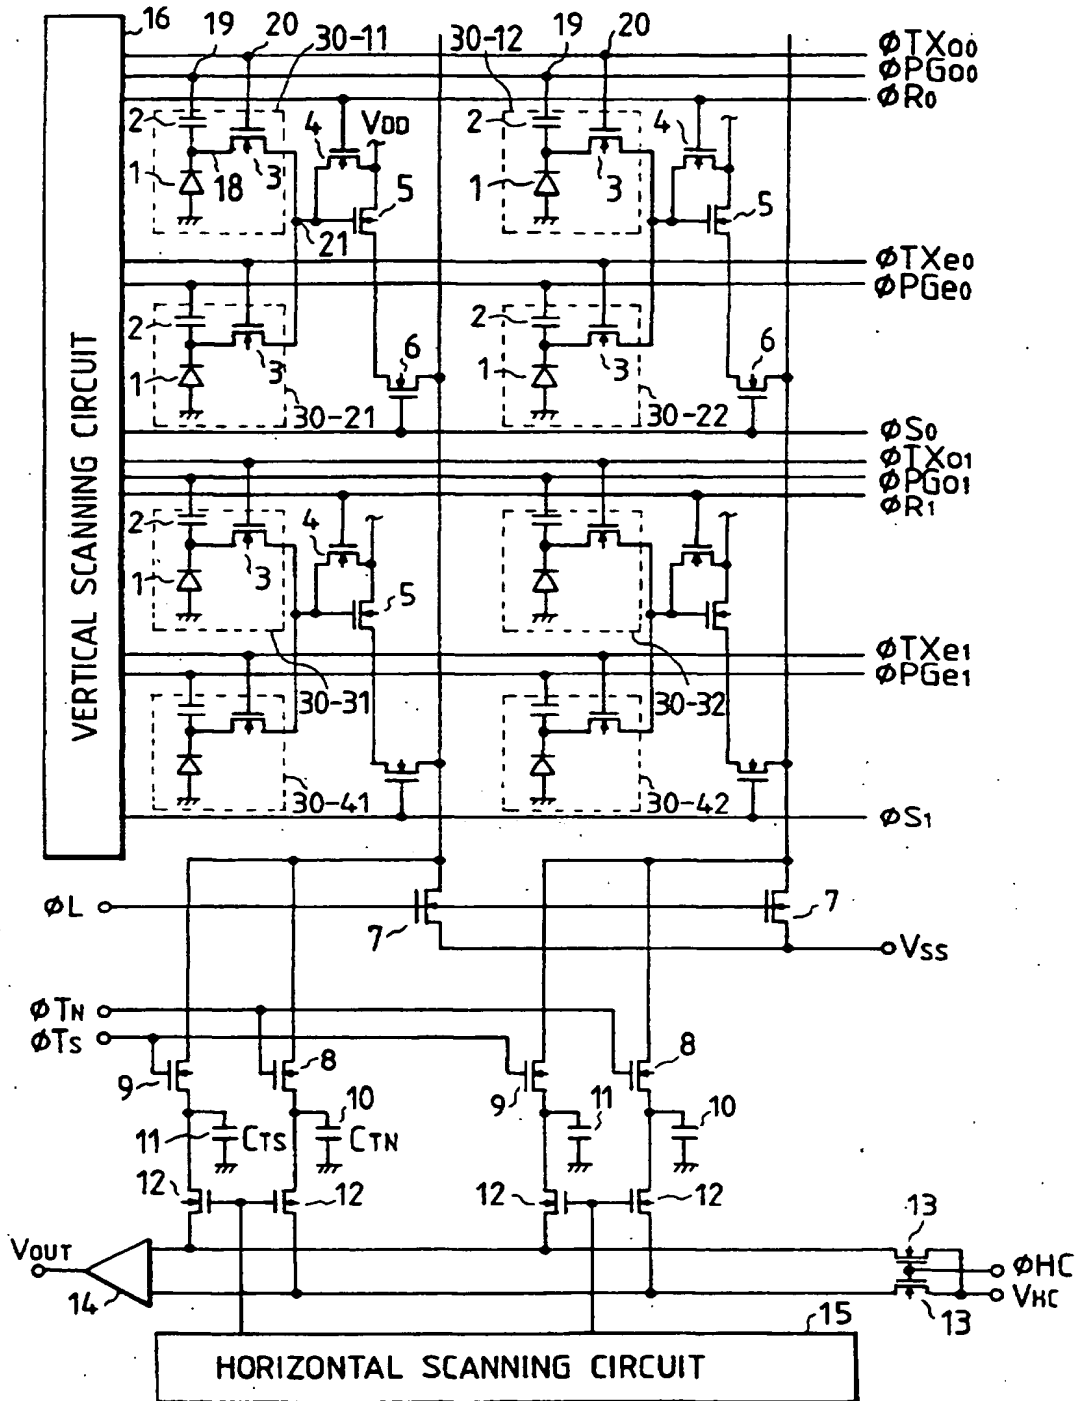 16
19
20
30-11
30-12
19
20
ØTX00
ØPG00
ØR0
2
4
VDD
2
4
1
18
3
5
1
3
5
21
ØTXe0
ØPGe0
2
3
6
2
3
6
1
30-21
1
30-22
ØS0
ØTX01
ØPG01
ØR1
2
4
1
3
5
ØTXe1
ØPGe1
30-31
30-32
30-41
30-42
ØS1
VERTICAL SCANNING CIRCUIT
ØL
7
7
VSS
ØTN
ØTS
9
8
9
8
11
CTS
10
CTN
11
10
12
12
12
12
13
VOUT
14
ØHC
VHC
13
15
HORIZONTAL SCANNING CIRCUIT